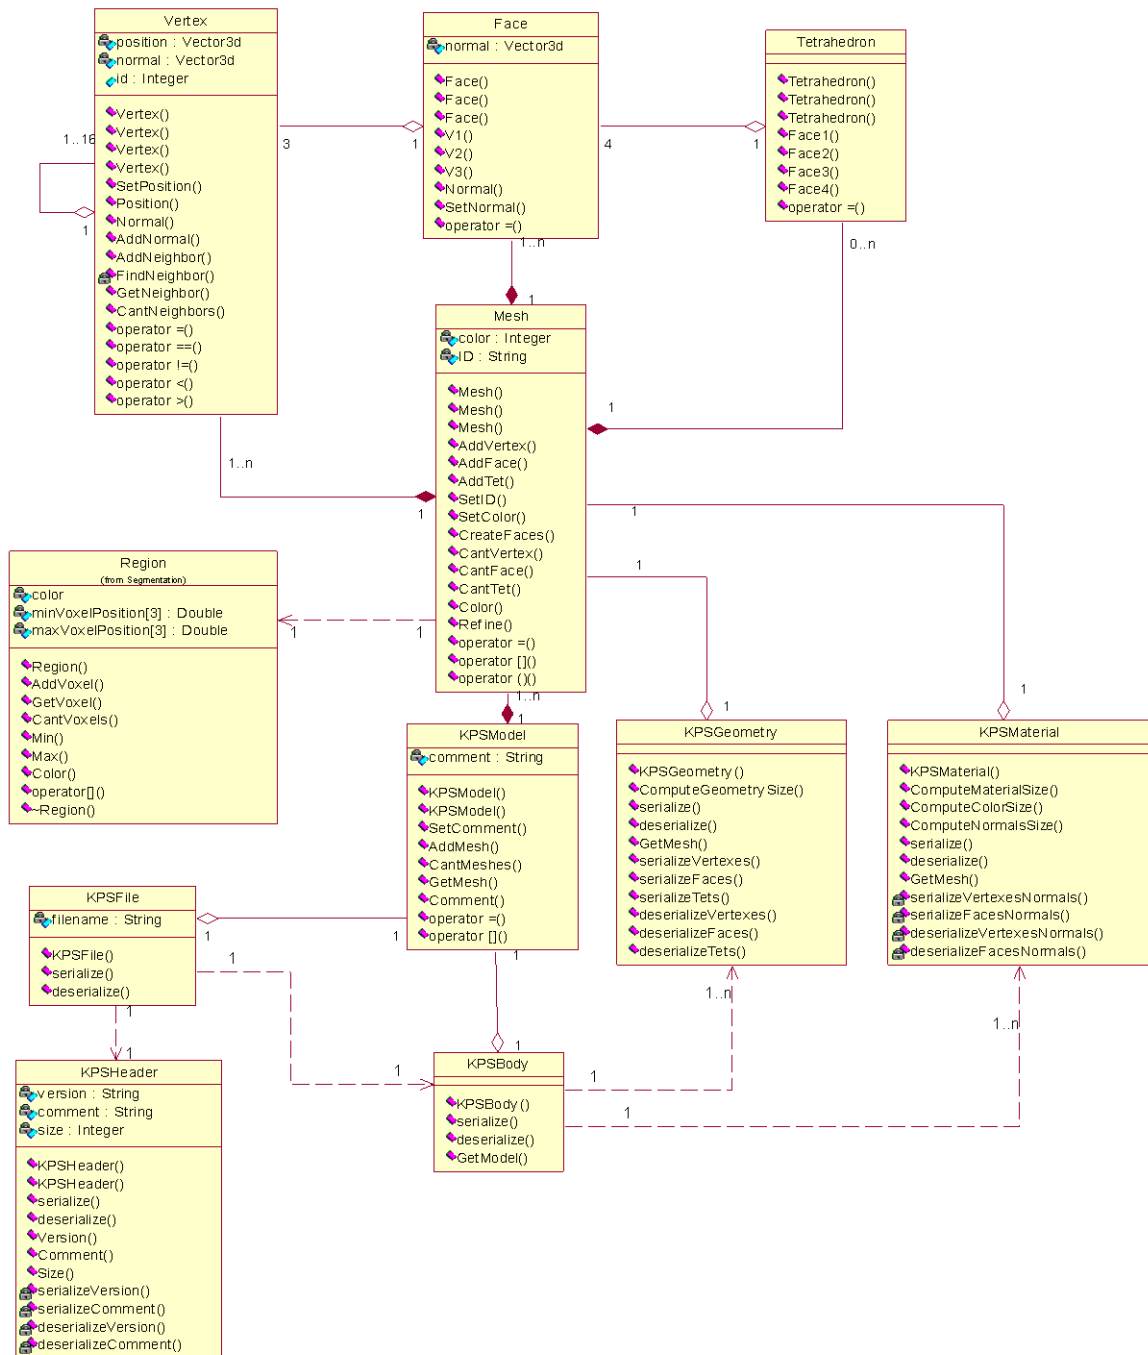 Vertex
position : Vector3d
normal : Vector3d
id : Integer
Vertex()
Vertex()
Vertex()
Vertex()
SetPosition()
Position()
Normal()
AddNormal()
AddNeighbor()
FindNeighbor()
GetNeighbor()
CantNeighbors()
operator =()
operator ==()
operator !=()
operator <()
operator >()
1..16
1
3
1
Face
normal : Vector3d
Face()
Face()
Face()
V1()
V2()
V3()
Normal()
SetNormal()
operator =()
4
1
Tetrahedron
Tetrahedron()
Tetrahedron()
Tetrahedron()
Face1()
Face2()
Face3()
Face4()
operator =()
1..n
1
0..n
1
1..n
1
Mesh
color : Integer
ID : String
Mesh()
Mesh()
Mesh()
AddVertex()
AddFace()
AddTet()
SetID()
SetColor()
CreateFaces()
CantVertex()
CantFace()
CantTet()
Color()
Refine()
operator =()
operator []()
operator ()()
1
1
1
1
Region
(from Segmentation)
color
minVoxelPosition[3] : Double
maxVoxelPosition[3] : Double
Region()
AddVoxel()
GetVoxel()
CantVoxels()
Min()
Max()
Color()
operator[]()
~Region()
1
1
1..n
1
KPSModel
comment : String
KPSModel()
KPSModel()
SetComment()
AddMesh()
CantMeshes()
GetMesh()
Comment()
operator =()
operator []()
KPSGeometry
KPSGeometry()
ComputeGeometrySize()
serialize()
deserialize()
GetMesh()
serializeVertexes()
serializeFaces()
serializeTets()
deserializeVertexes()
deserializeFaces()
deserializeTets()
KPSMaterial
KPSMaterial()
ComputeMaterialSize()
ComputeColorSize()
ComputeNormalsSize()
serialize()
deserialize()
GetMesh()
serializeVertexesNormals()
serializeFacesNormals()
deserializeVertexesNormals()
deserializeFacesNormals()
KPSFile
filename : String
KPSFile()
serialize()
deserialize()
1
1
1
1
1
1
1
1
KPSHeader
version : String
comment : String
size : Integer
KPSHeader()
KPSHeader()
serialize()
deserialize()
Version()
Comment()
Size()
serializeVersion()
serializeComment()
deserializeVersion()
deserializeComment()
KPSBody
KPSBody()
serialize()
deserialize()
GetModel()
1
1..n
1
1..n